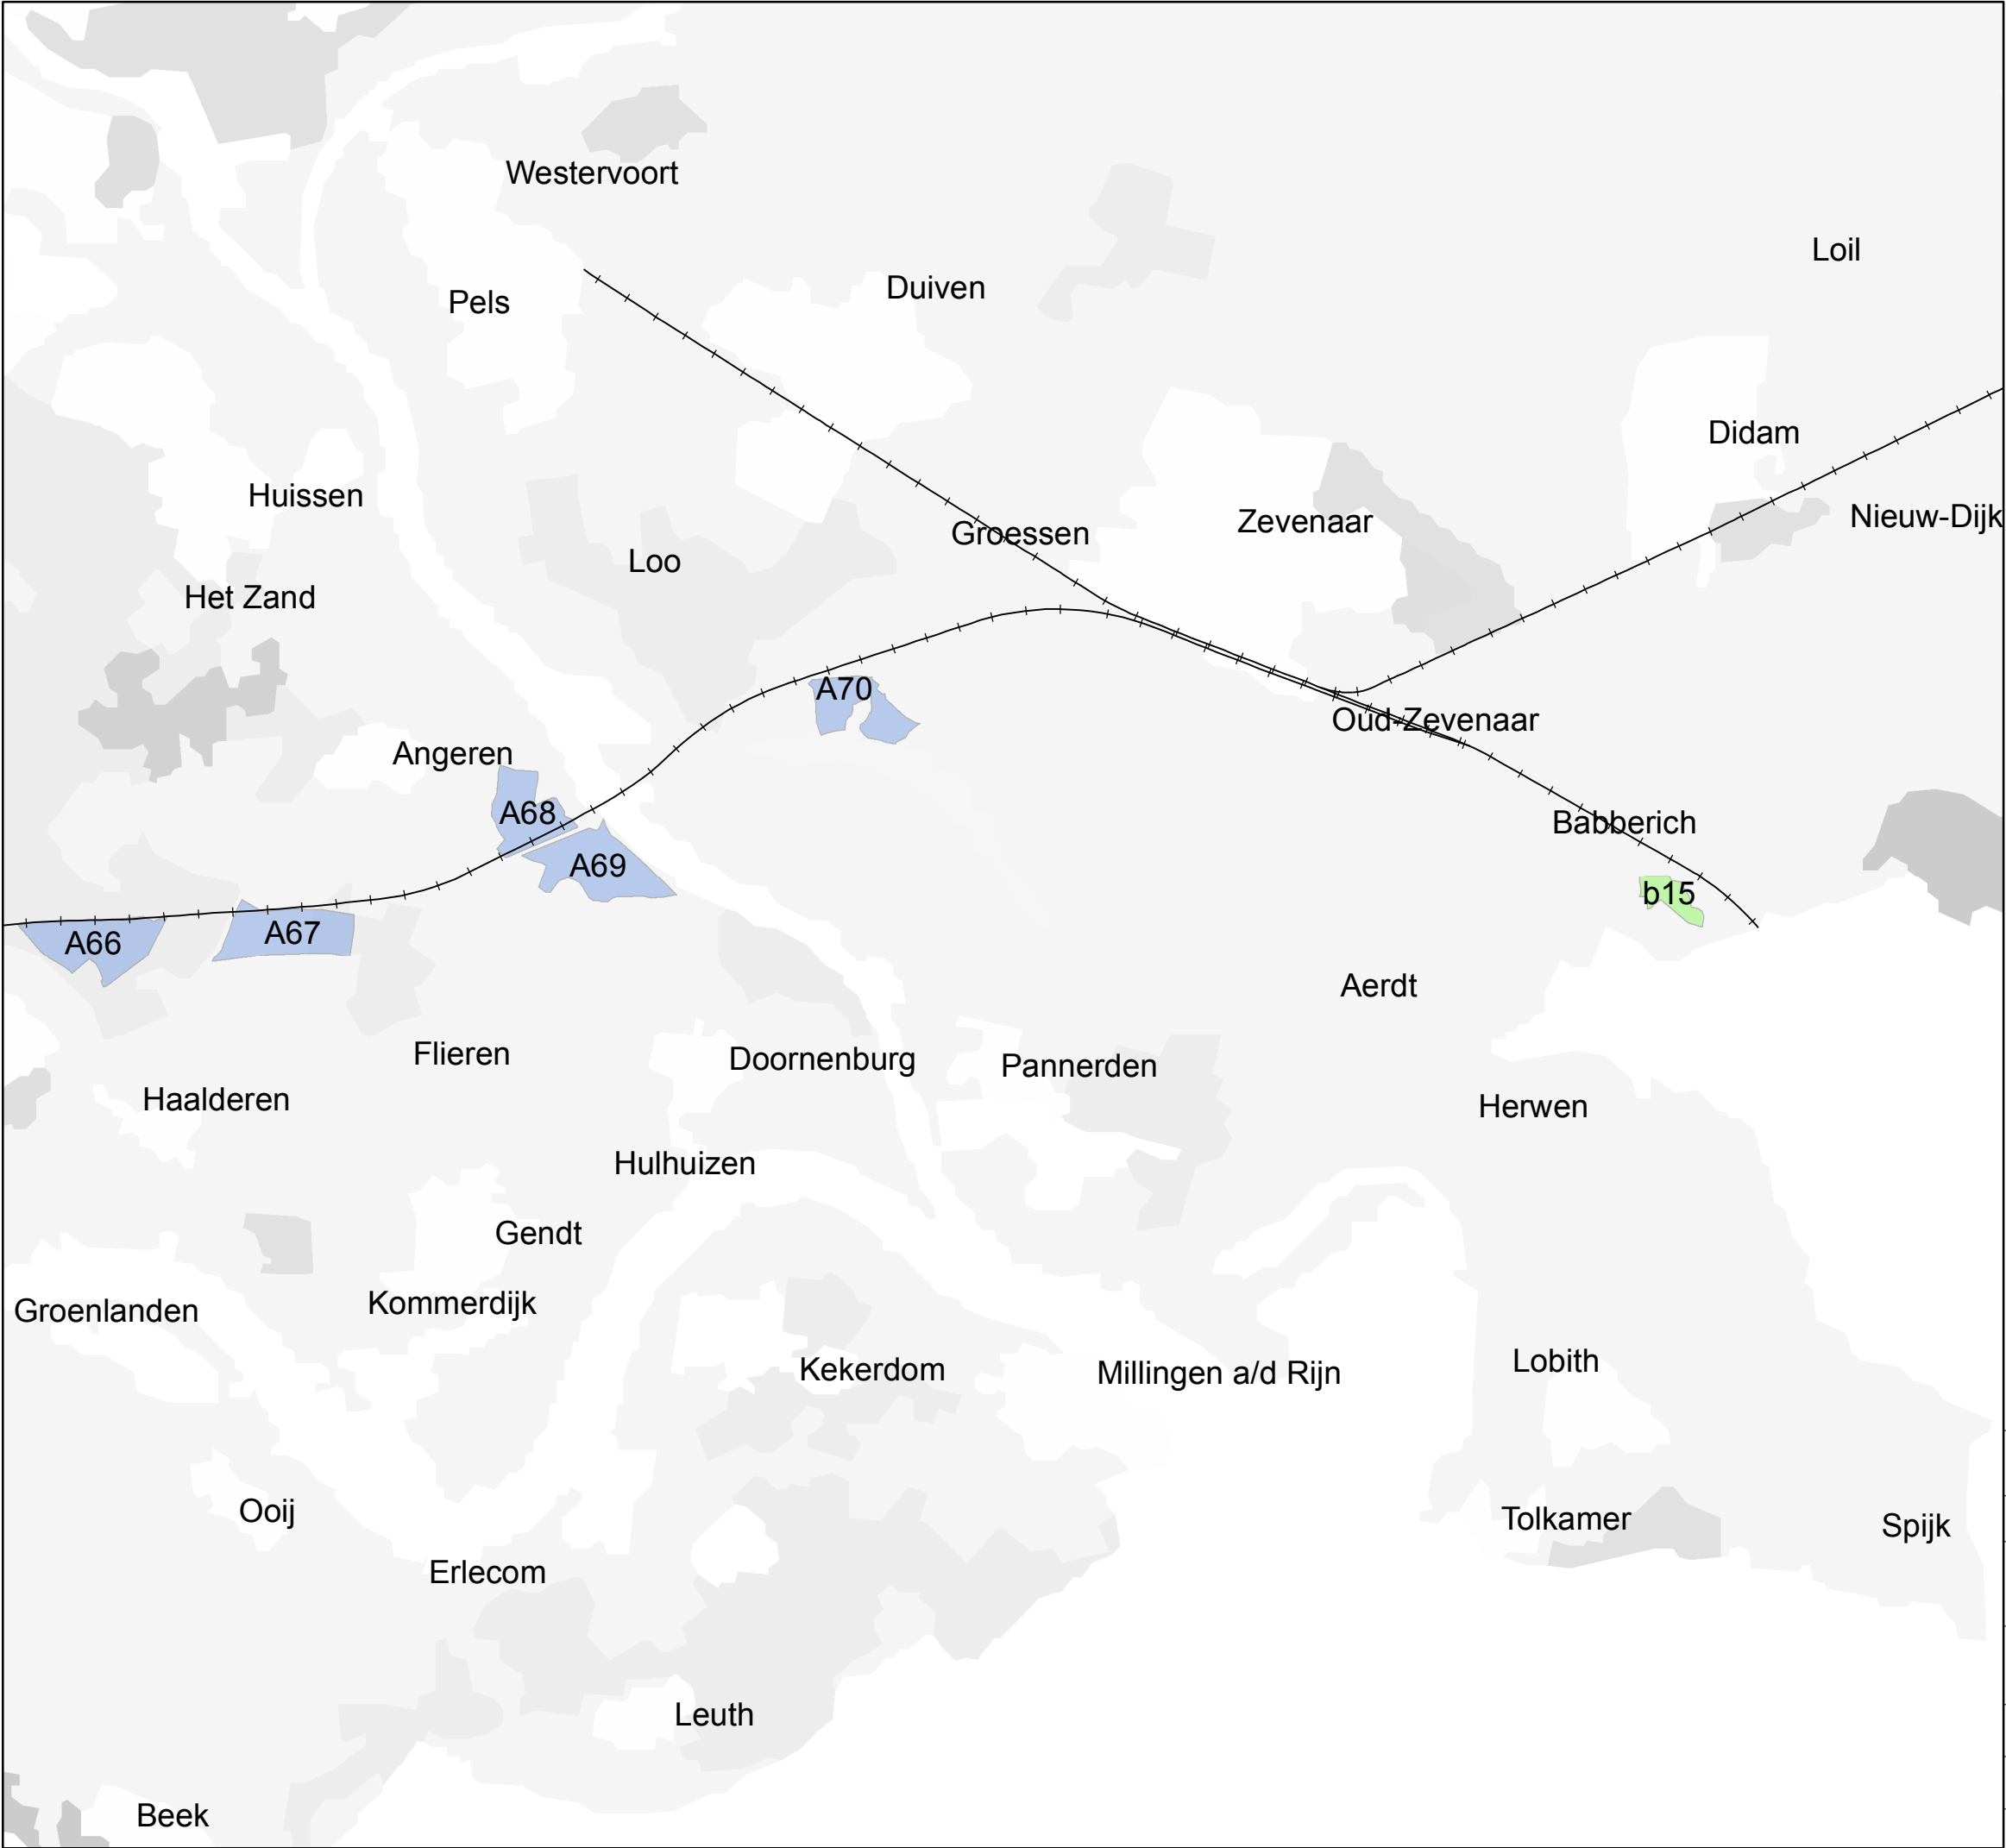 Westervoort
Loil
Duiven
Pels
Didam
Huissen
Nieuw-Dijk
Zevenaar
Groessen
Loo
Het Zand
A70
Oud-Zevenaar
Angeren
A68
Babberich
A69
b15
A67
A66
Aerdt
Flieren
Doornenburg
Pannerden
Haalderen
Herwen
Hulhuizen
Gendt
Kommerdijk
Groenlanden
Lobith
Kekerdom
Millingen a/d Rijn
Ooij
Tolkamer
Spijk
Erlecom
Leuth
Beek